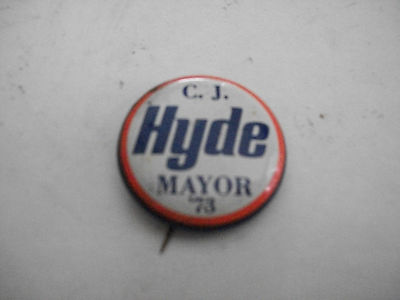 C. J.
Hyde
MAYOR
'73